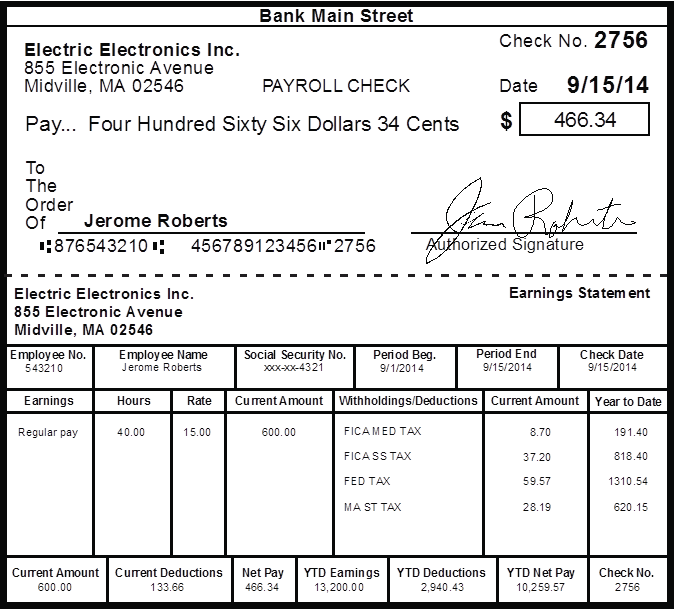 Bank Main Street
Electric Electronics Inc.
855 Electronic Avenue
Midville, MA 02546
PAYROLL CHECK
Check No. 2756
Date 9/15/14
Pay... Four Hundred Sixty Six Dollars 34 Cents
$ 466.34
To
The
Order
Of Jerome Roberts
⑆876543210⑆ 456789123456⑈2756
Authorized Signature
Electric Electronics Inc.
855 Electronic Avenue
Midville, MA 02546
Earnings Statement
Employee No. Employee Name Social Security No. Period Beg. Period End Check Date
543210 Jerome Roberts xxx-xx-4321 9/1/2014 9/15/2014 9/15/2014
Earnings Hours Rate Current Amount Withholdings/Deductions Current Amount Year to Date
Regular pay 40.00 15.00 600.00 FICA MED TAX 8.70 191.40
FICA SS TAX 37.20 818.40
FED TAX 59.57 1310.54
MA ST TAX 28.19 620.15
Current Amount Current Deductions Net Pay YTD Earnings YTD Deductions YTD Net Pay Check No.
600.00 133.66 466.34 13,200.00 2,940.43 10,259.57 2756